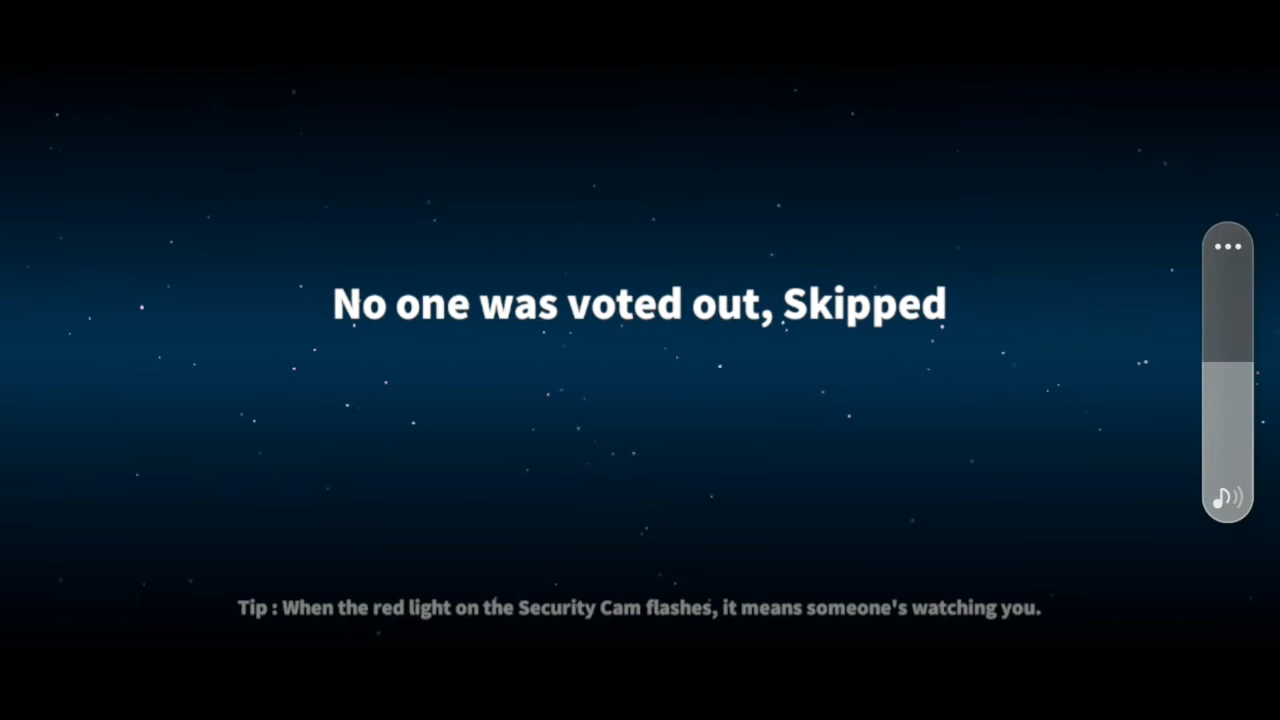 No one was voted out, Skipped
Tip : When the red light on the Security Cam flashes, it means someone's watching you.